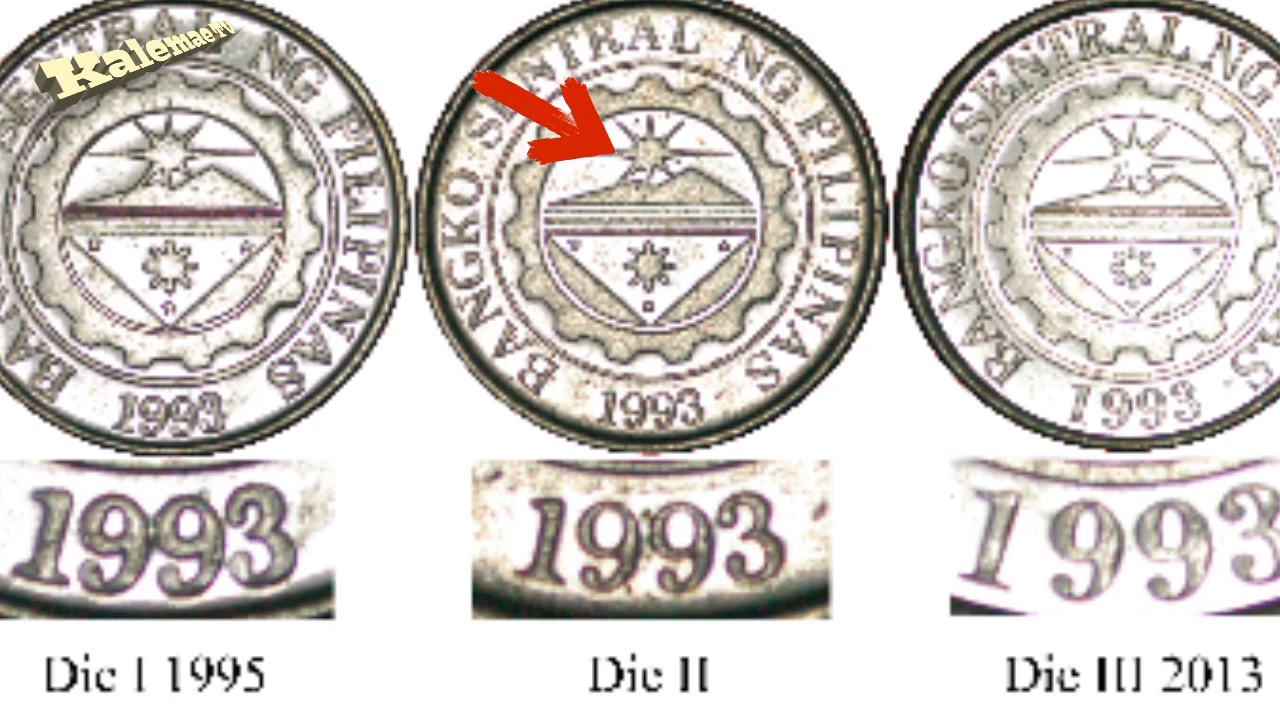 KalemaeTV
SENTRAL NG PILIPINAS
1993
BANGKO SENTRAL NG PILIPINAS
1993
BANGKO SENTRAL NG
1993
1993
1993
1993
Die I 1995
Die II
Die III 2013